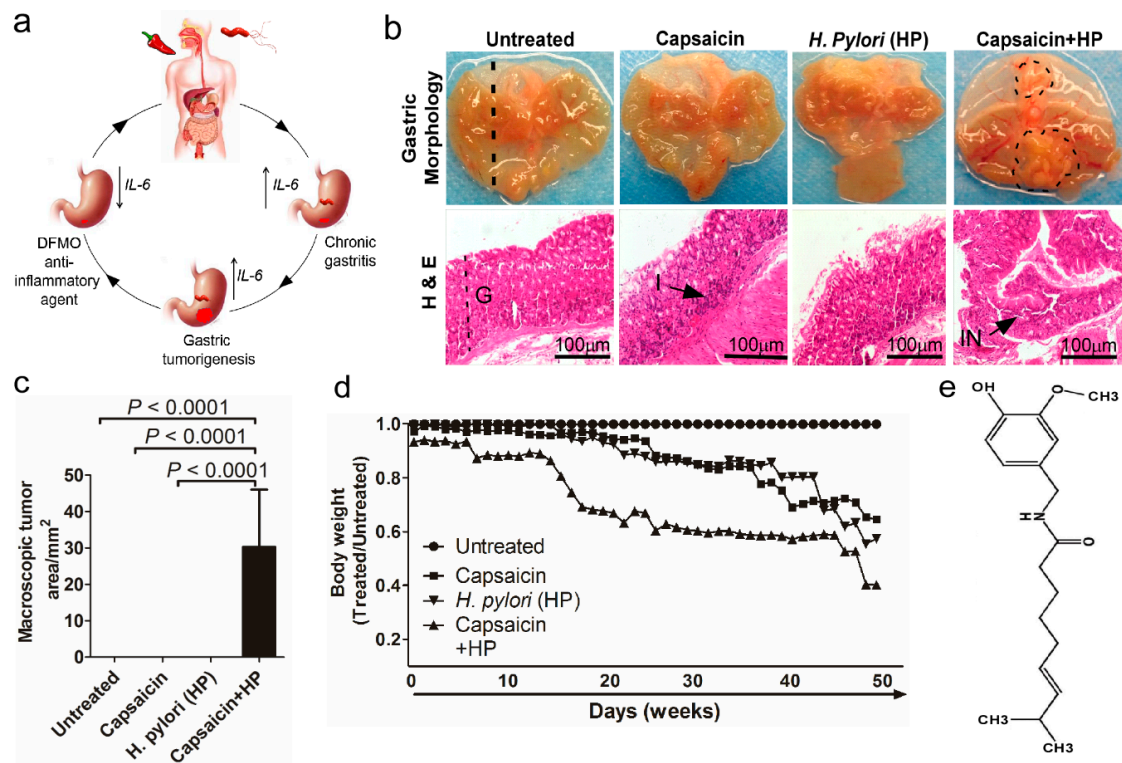 a
IL-6
IL-6
DFMO
anti-
inflammatory
agent
Chronic
gastritis
IL-6
Gastric
tumorigenesis
b
Untreated
Capsaicin
H. Pylori (HP)
Capsaicin+HP
Gastric
Morphology
H & E
G
I
IN
100μm
100μm
100μm
100μm
c
P < 0.0001
P < 0.0001
P < 0.0001
Macroscopic tumor
area/mm²
50
40
30
20
10
0
Untreated
Capsaicin
H. pylori (HP)
Capsaicin+HP
d
Body weight
(Treated/Untreated)
1.0
0.8
0.6
0.4
0.2
Untreated
Capsaicin
H. pylori (HP)
Capsaicin
+HP
0
10
20
30
40
50
Days (weeks)
e
OH
O
CH3
N
H
O
CH3
CH3